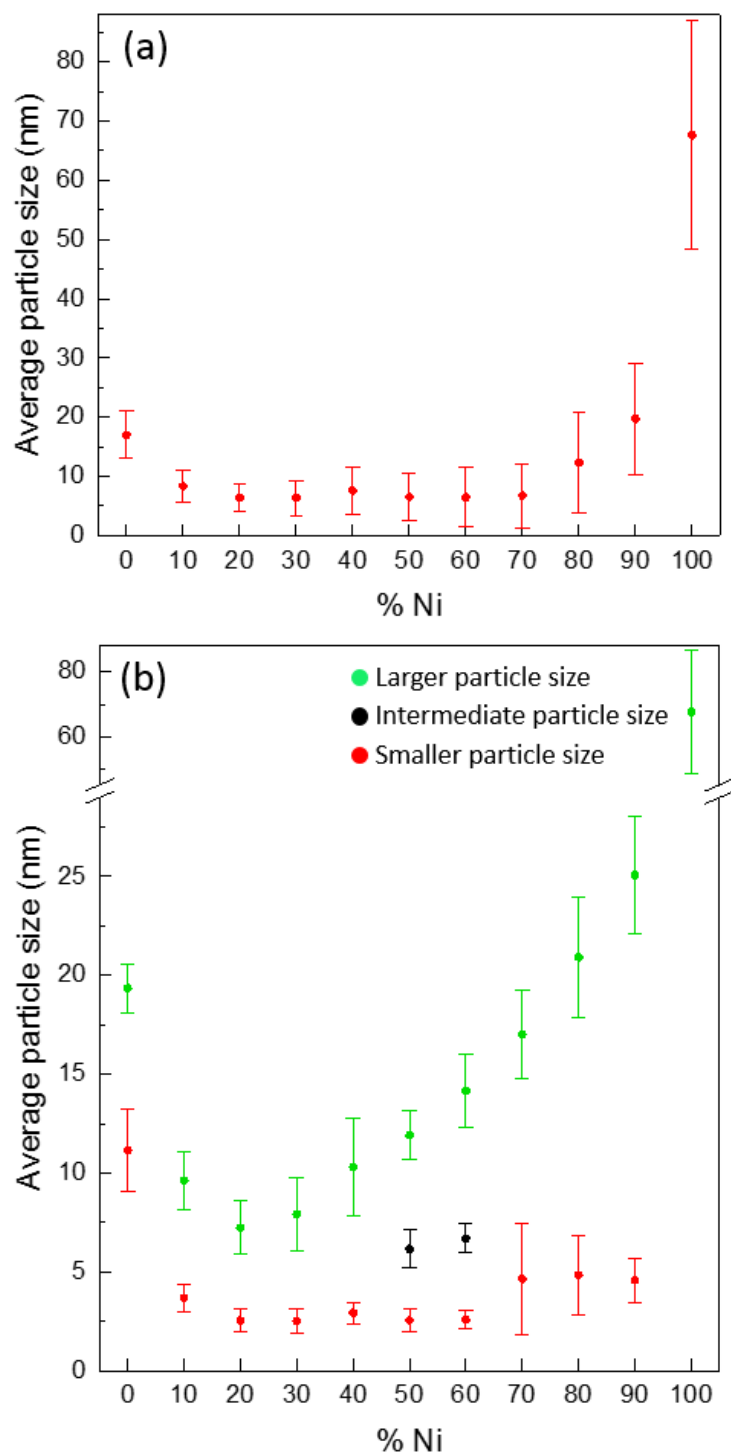 (a)
Average particle size (nm)
80
70
60
50
40
30
20
10
0
0 10 20 30 40 50 60 70 80 90 100
% Ni
(b)
Larger particle size
Intermediate particle size
Smaller particle size
Average particle size (nm)
80
60
25
20
15
10
5
0
0 10 20 30 40 50 60 70 80 90 100
% Ni